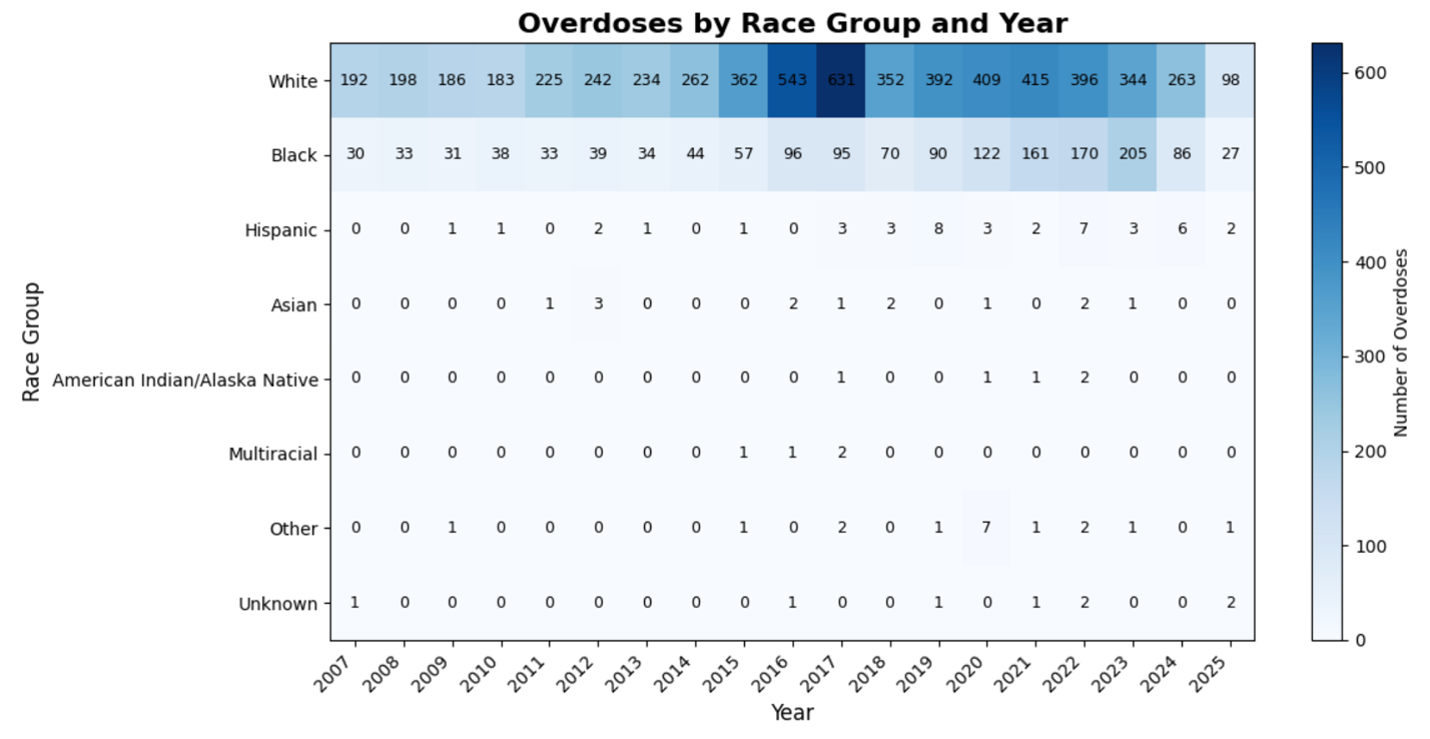 Overdoses by Race Group and Year
White 192 198 186 183 225 242 234 262 362 543 631 352 392 409 415 396 344 263 98
Black 30 33 31 38 33 39 34 44 57 96 95 70 90 122 161 170 205 86 27
Hispanic 0 0 1 1 0 2 1 0 1 0 3 3 8 3 2 7 3 6 2
Asian 0 0 0 0 1 3 0 0 0 2 1 2 0 1 0 2 1 0 0
American Indian/Alaska Native 0 0 0 0 0 0 0 0 0 0 1 0 0 1 1 2 0 0 0
Multiracial 0 0 0 0 0 0 0 0 1 1 2 0 0 0 0 0 0 0 0
Other 0 0 1 0 0 0 0 0 1 0 2 0 1 7 1 2 1 0 1
Unknown 1 0 0 0 0 0 0 0 0 1 0 0 1 0 1 2 0 0 2
2007 2008 2009 2010 2011 2012 2013 2014 2015 2016 2017 2018 2019 2020 2021 2022 2023 2024 2025
Year
Race Group
600
500
400
300
200
100
0
Number of Overdoses